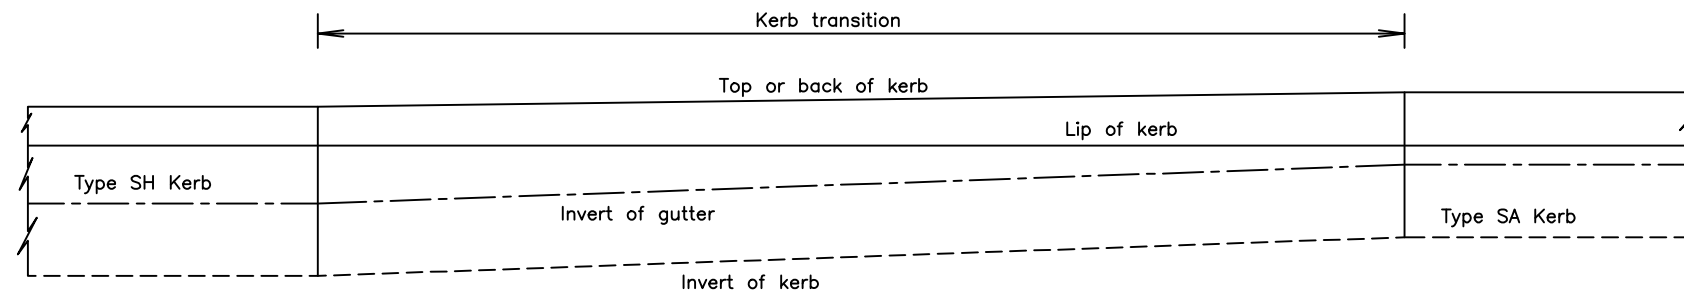 Kerb transition
Top or back of kerb
Lip of kerb
Type SH Kerb
Invert of gutter
Type SA Kerb
Invert of kerb